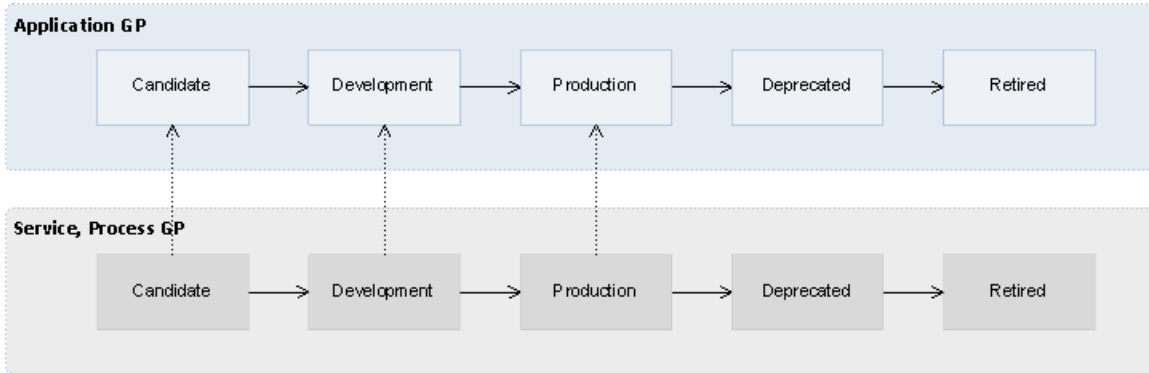 Application GP
Candidate Development Production Deprecated Retired
Service, Process GP
Candidate Development Production Deprecated Retired